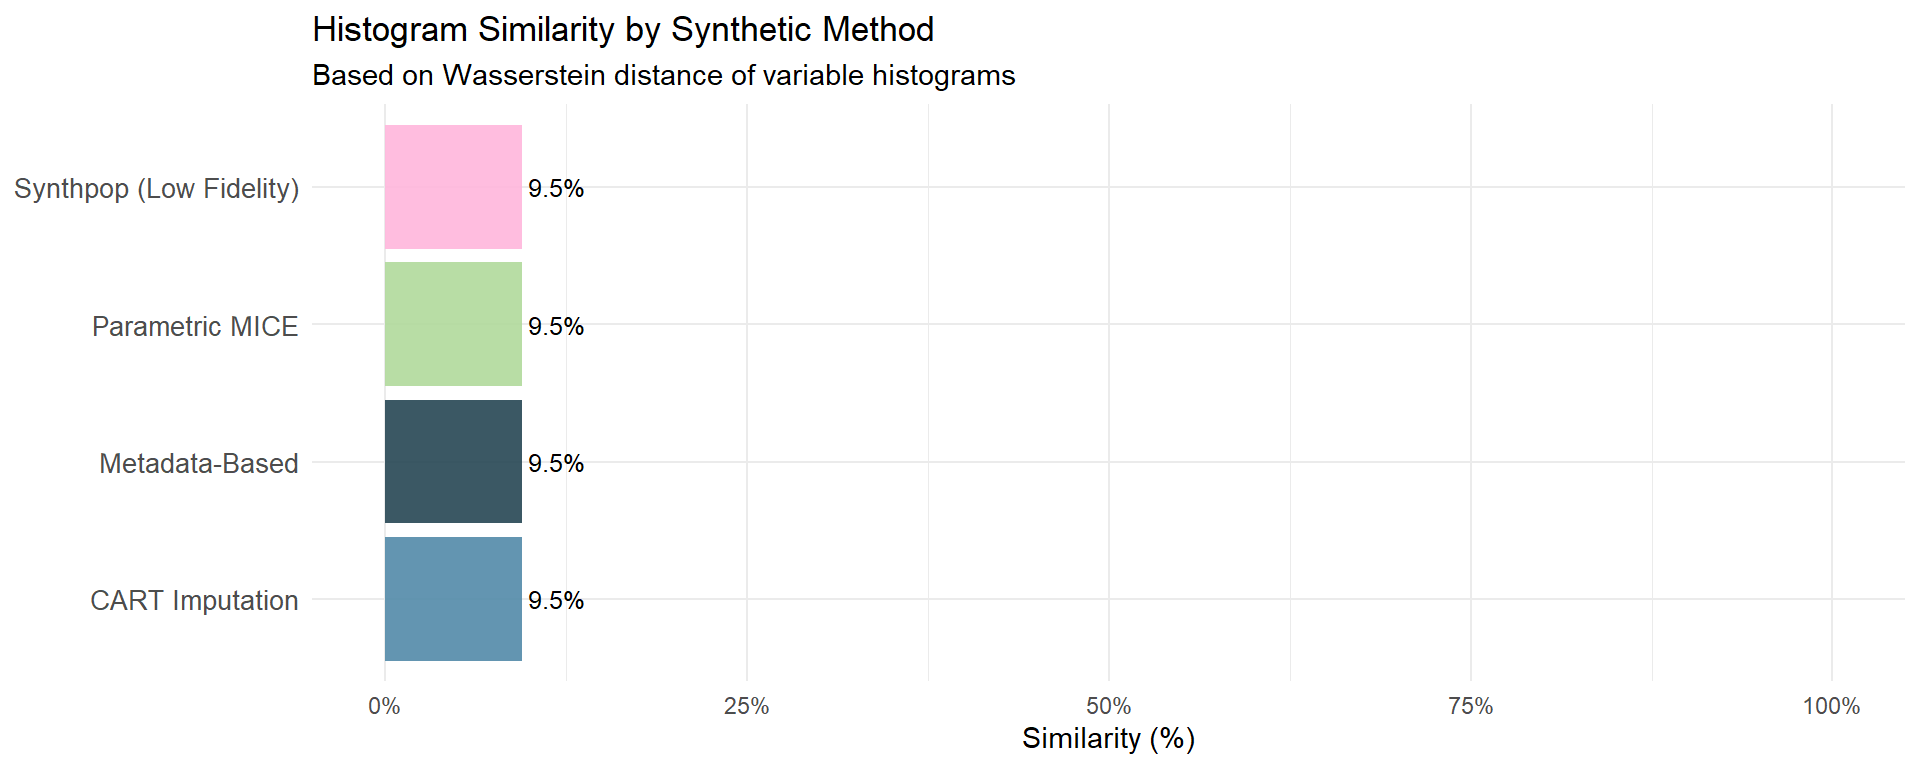 Histogram Similarity by Synthetic Method
Based on Wasserstein distance of variable histograms
Synthpop (Low Fidelity)
9.5%
Parametric MICE
9.5%
Metadata-Based
9.5%
CART Imputation
9.5%
0%
25%
50%
75%
100%
Similarity (%)